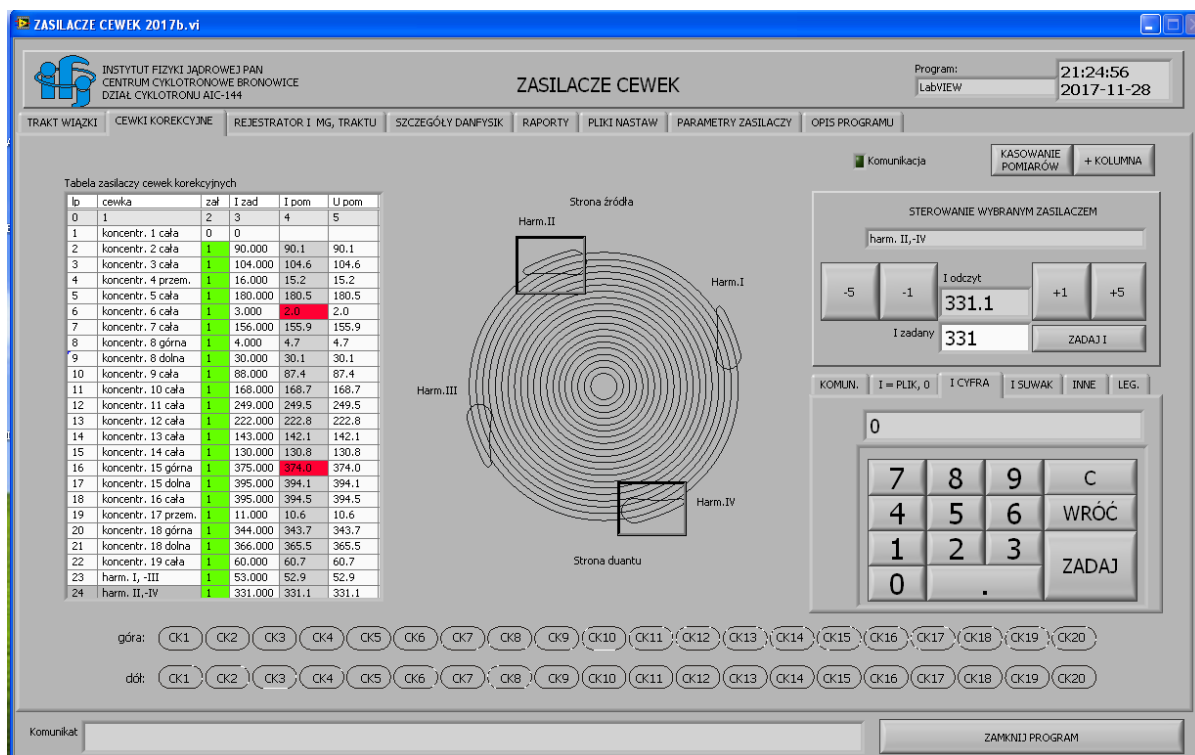 ZASILACZE CEWEK 2017b.vi
INSTYTUT FIZYKI JĄDROWEJ PAN
CENTRUM CYKLOTRONOWE BRONOWICE
DZIAŁ CYKLOTRONU AIC-144
ZASILACZE CEWEK
Program:
LabVIEW
21:24:56
2017-11-28
TRAKT WIĄZKI CEWKI KOREKCYJNE REJESTRATOR I MG, TRAKTU SZCZEGÓŁY DANFYSIK RAPORTY PLIKI NASTAW PARAMETRY ZASILACZY OPIS PROGRAMU
Komunikacja
KASOWANIE
POMIARÓW
+ KOLUMNA
Tabela zasilaczy cewek korekcyjnych
lp cewka zał I zad I pom U pom
0 1 2 3 4 5
1 koncentr. 1 cała 0 0
2 koncentr. 2 cała 1 90.000 90.1 90.1
3 koncentr. 3 cała 1 104.000 104.6 104.6
4 koncentr. 4 przem. 1 16.000 15.2 15.2
5 koncentr. 5 cała 1 180.000 180.5 180.5
6 koncentr. 6 cała 1 3.000 2.0 2.0
7 koncentr. 7 cała 1 156.000 155.9 155.9
8 koncentr. 8 górna 1 4.000 4.7 4.7
9 koncentr. 8 dolna 1 30.000 30.1 30.1
10 koncentr. 9 cała 1 88.000 87.4 87.4
11 koncentr. 10 cała 1 168.000 168.7 168.7
12 koncentr. 11 cała 1 249.000 249.5 249.5
13 koncentr. 12 cała 1 222.000 222.8 222.8
14 koncentr. 13 cała 1 143.000 142.1 142.1
15 koncentr. 14 cała 1 130.000 130.8 130.8
16 koncentr. 15 górna 1 375.000 374.0 374.0
17 koncentr. 15 dolna 1 395.000 394.1 394.1
18 koncentr. 16 cała 1 395.000 394.5 394.5
19 koncentr. 17 przem. 1 11.000 10.6 10.6
20 koncentr. 18 górna 1 344.000 343.7 343.7
21 koncentr. 18 dolna 1 366.000 365.5 365.5
22 koncentr. 19 cała 1 60.000 60.7 60.7
23 harm. I, -III 1 53.000 52.9 52.9
24 harm. II,-IV 1 331.000 331.1 331.1
Strona źródła
Harm.II
Harm.I
Harm.III
Harm.IV
Strona duantu
STEROWANIE WYBRANYM ZASILACZEM
harm. II,-IV
-5 -1 I odczyt +1 +5
331.1
I zadany 331 ZADAJ I
KOMUN. I = PLIK, 0 I CYFRA I SUWAK INNE LEG.
0
7 8 9 C
4 5 6 WRÓĆ
1 2 3 ZADAJ
0 .
góra: CK1 CK2 CK3 CK4 CK5 CK6 CK7 CK8 CK9 CK10 CK11 CK12 CK13 CK14 CK15 CK16 CK17 CK18 CK19 CK20
dół: CK1 CK2 CK3 CK4 CK5 CK6 CK7 CK8 CK9 CK10 CK11 CK12 CK13 CK14 CK15 CK16 CK17 CK18 CK19 CK20
Komunikat
ZAMKNIJ PROGRAM